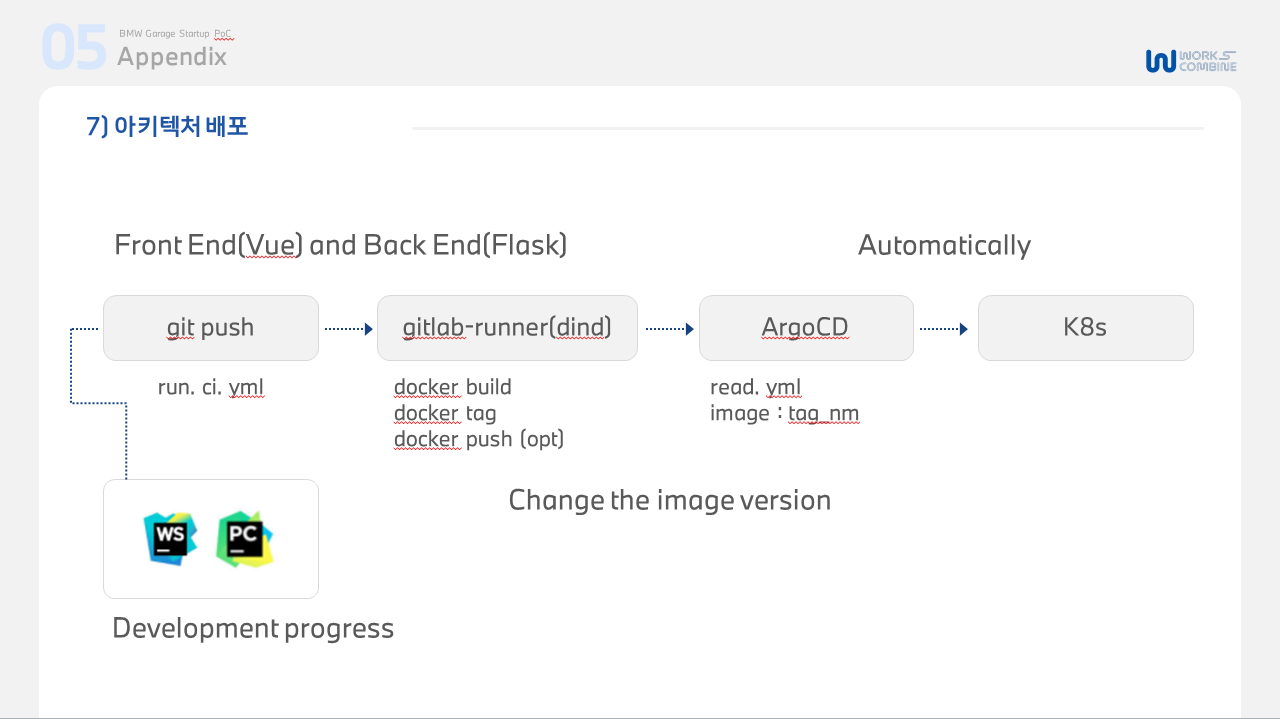 05
BMW Garage Startup PoC
Appendix
WORKS
COMBINE
7) 아키텍처 배포
Front End(Vue) and Back End(Flask)
Automatically
git push
gitlab-runner(dind)
ArgoCD
K8s
run. ci. yml
docker build
docker tag
docker push (opt)
read. yml
image : tag_nm
Change the image version
WS
PC
Development progress